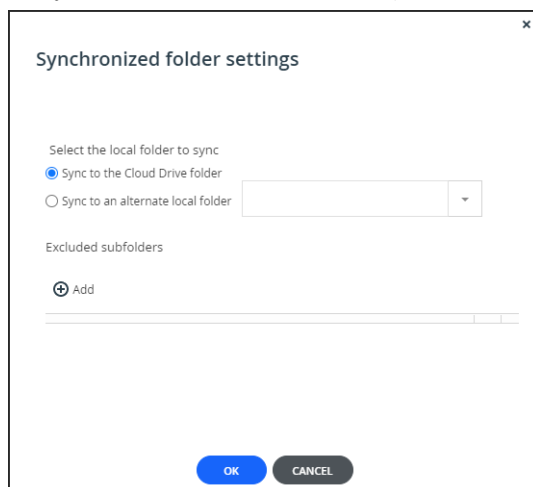 Synchronized folder settings
Select the local folder to sync
Sync to the Cloud Drive folder
Sync to an alternate local folder
Excluded subfolders
Add
OK CANCEL